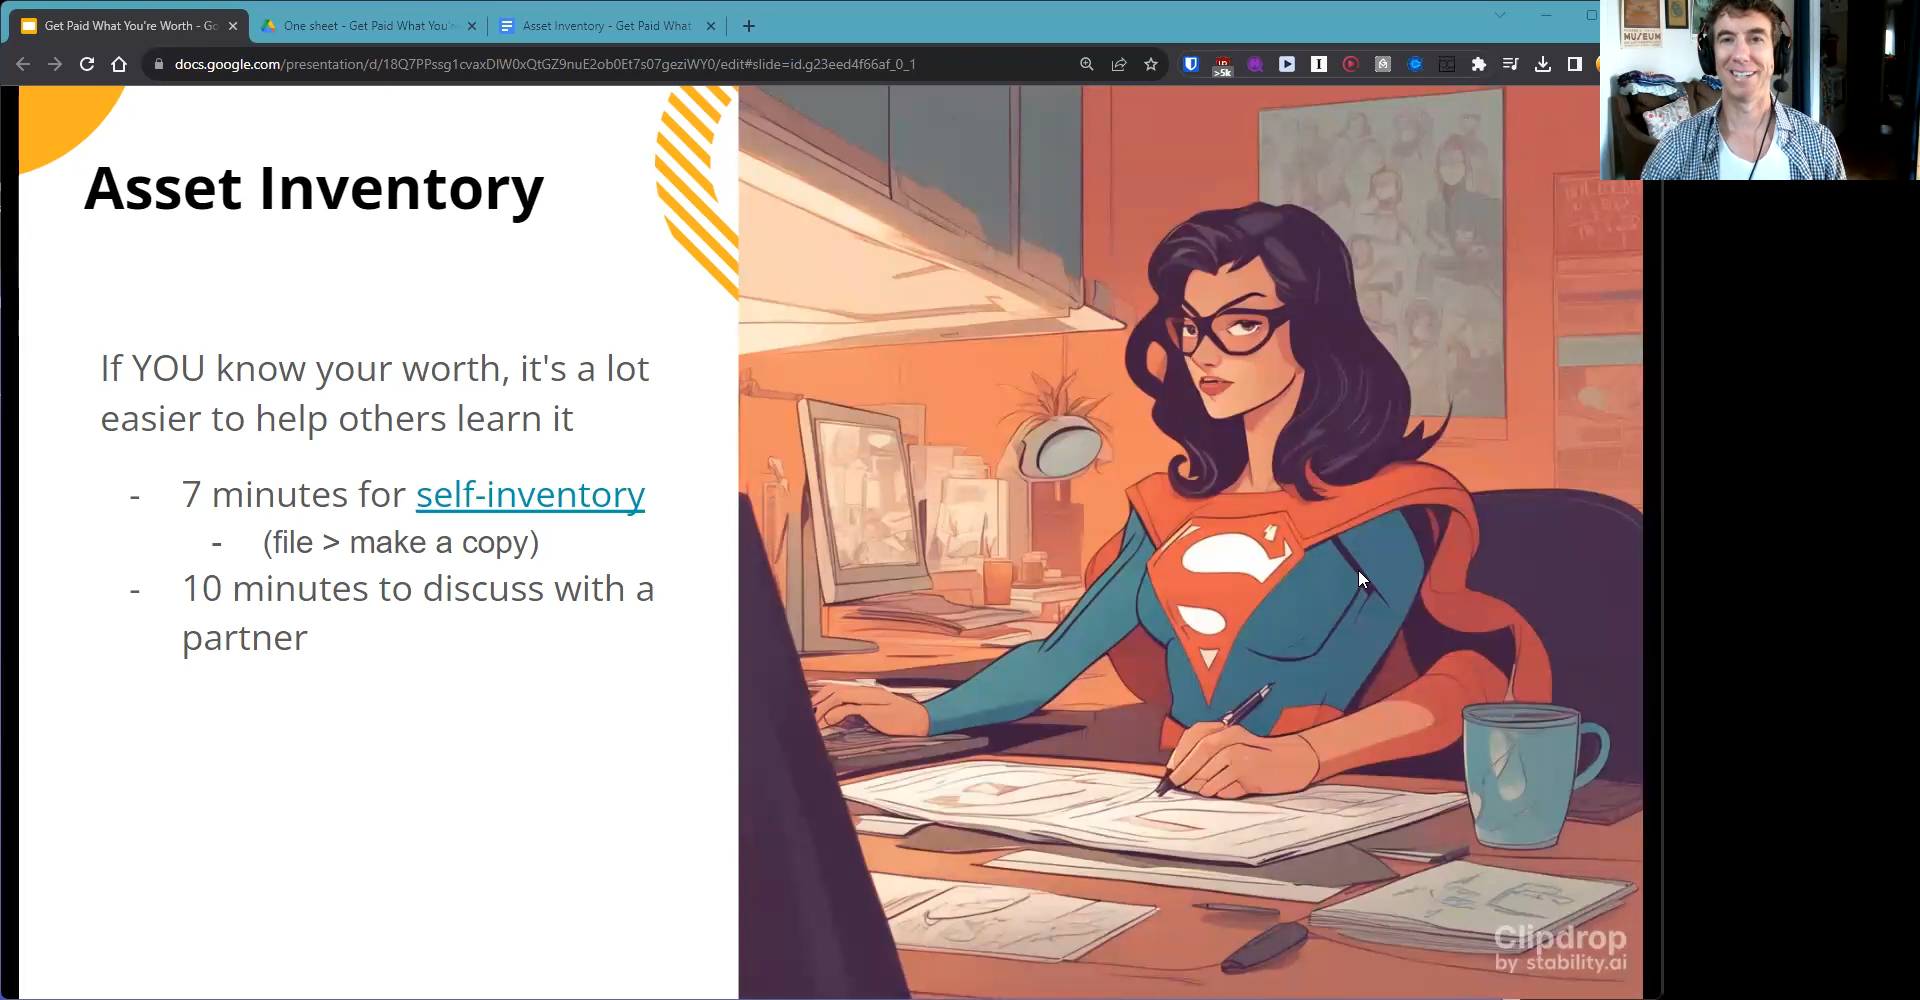 Get Paid What You're Worth - Go
One sheet - Get Paid What You'
Asset Inventory - Get Paid What
docs.google.com/presentation/d/18Q7PPssg1cvaxDIW0xQtGZ9nuE2ob0Et7s07geziWY0/edit#slide=id.g23eed4f66af_0_1
>5k
MUSEUM
Asset Inventory
If YOU know your worth, it's a lot
easier to help others learn it
- 7 minutes for self-inventory
- (file > make a copy)
- 10 minutes to discuss with a
partner
Clipdrop
by stability.ai